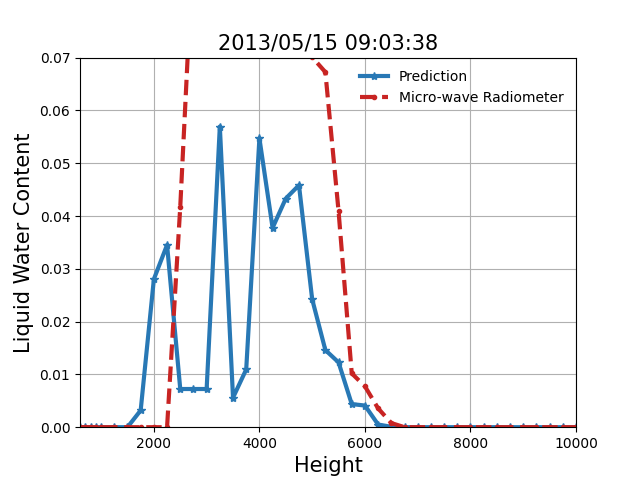 2013/05/15 09:03:38
0.07
0.06
0.05
0.04
0.03
0.02
0.01
0.00
Liquid Water Content
Prediction
Micro-wave Radiometer
2000 4000 6000 8000 10000
Height